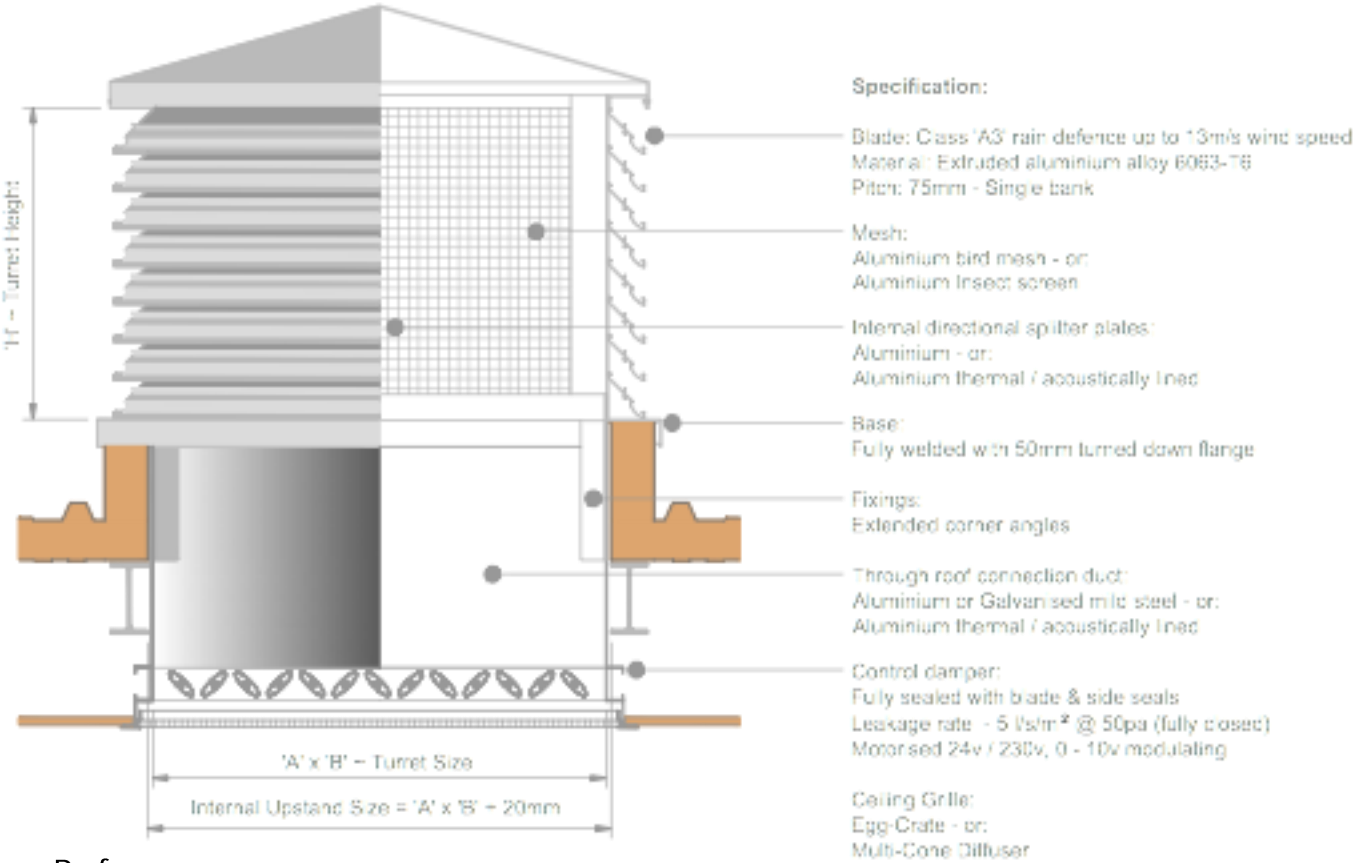 Specification:
Blade: Class 'A3' rain defence up to 13m/s wind speed
Material: Extruded aluminium alloy 6063-T6
Pitch: 75mm - Single bank
Mesh:
Aluminium bird mesh - or:
Aluminium Insect screen
Internal directional splitter plates:
Aluminium - or:
Aluminium thermal / acoustically lined
Base:
Fully welded with 50mm turned down flange
Fixings:
Extended corner angles
Through roof connection duct:
Aluminium or Galvanised mild steel - or:
Aluminium thermal / acoustically lined
Control damper:
Fully sealed with blade & side seals
Leakage rate - 5 l/s/m² @ 50pa (fully closed)
Motorised 24v / 230v, 0 - 10v modulating
Ceiling Grille:
Egg-Crate - or:
Multi-Cone Diffuser
'H' - Turret Height
'A' x 'B' - Turret Size
Internal Upstand Size = 'A' x 'B' + 20mm